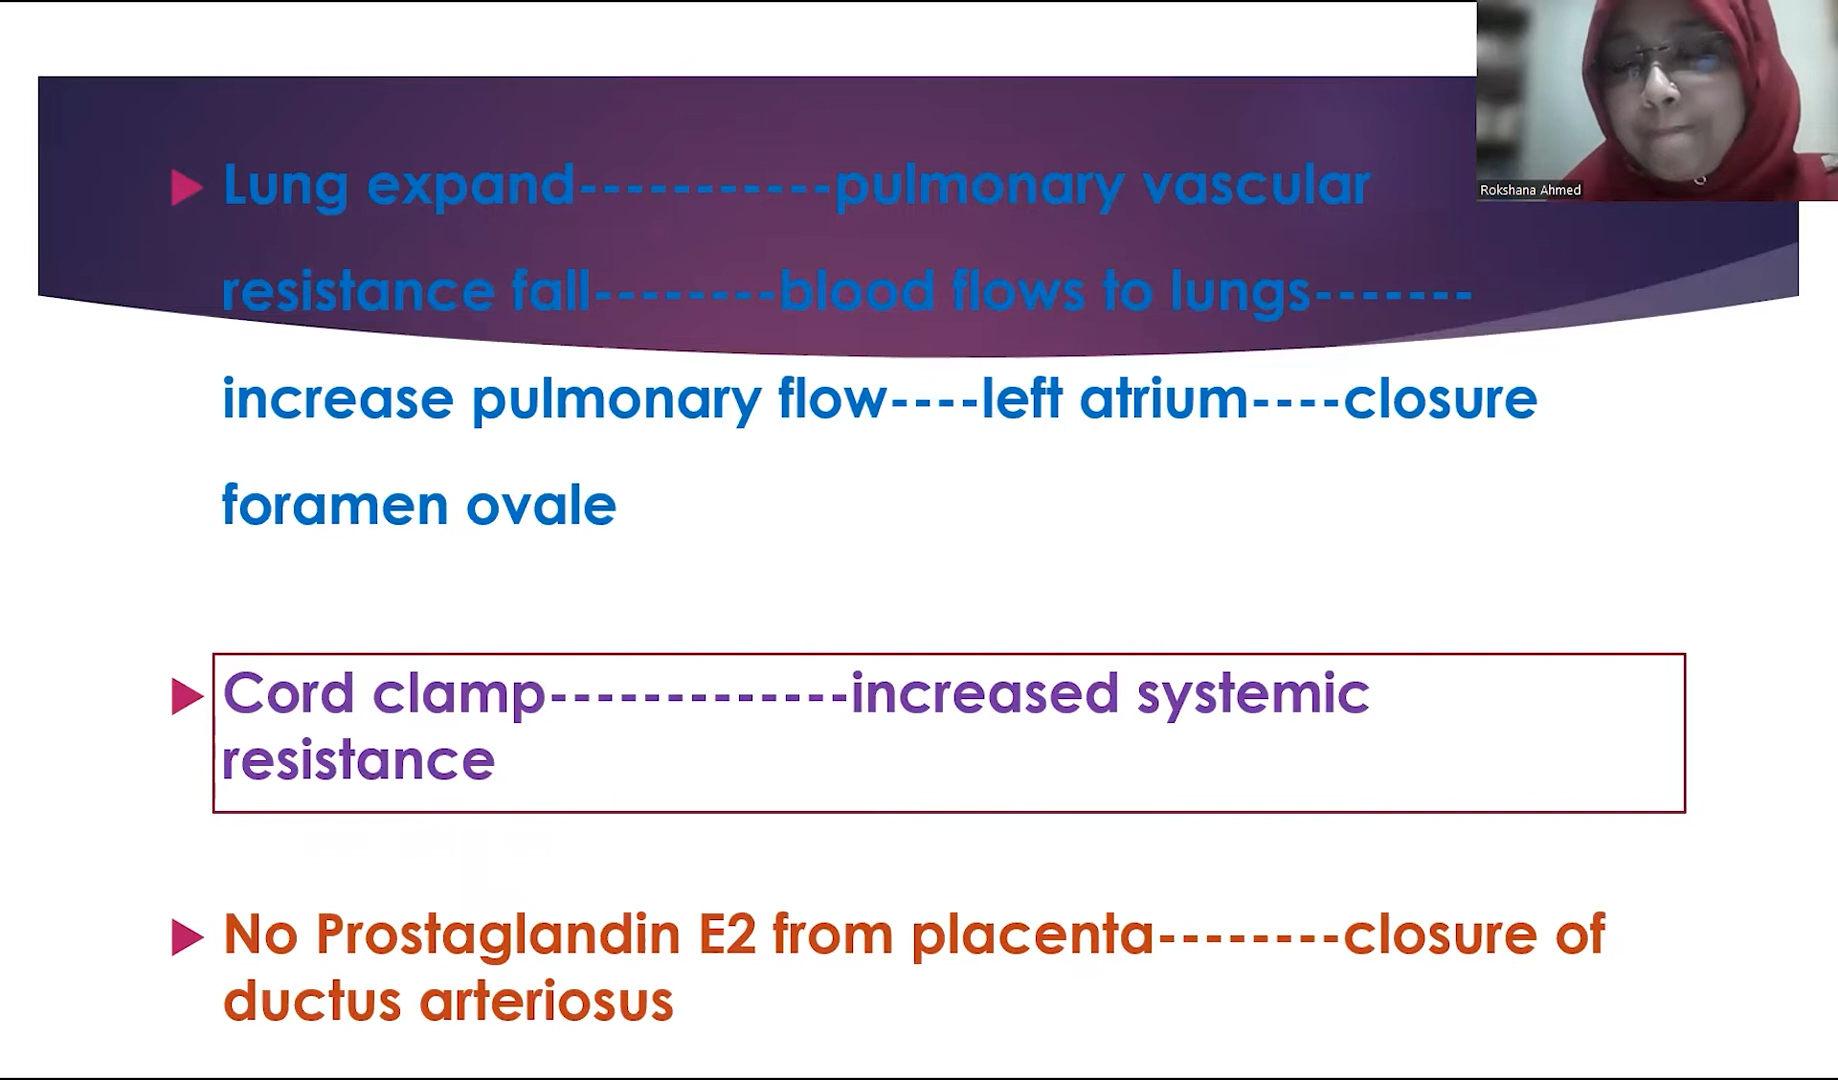 Rokshana Ahmed
Lung expand-----------pulmonary vascular
resistance fall--------blood flows to lungs-------
increase pulmonary flow----left atrium----closure
foramen ovale
Cord clamp-------------increased systemic
resistance
No Prostaglandin E2 from placenta--------closure of
ductus arteriosus